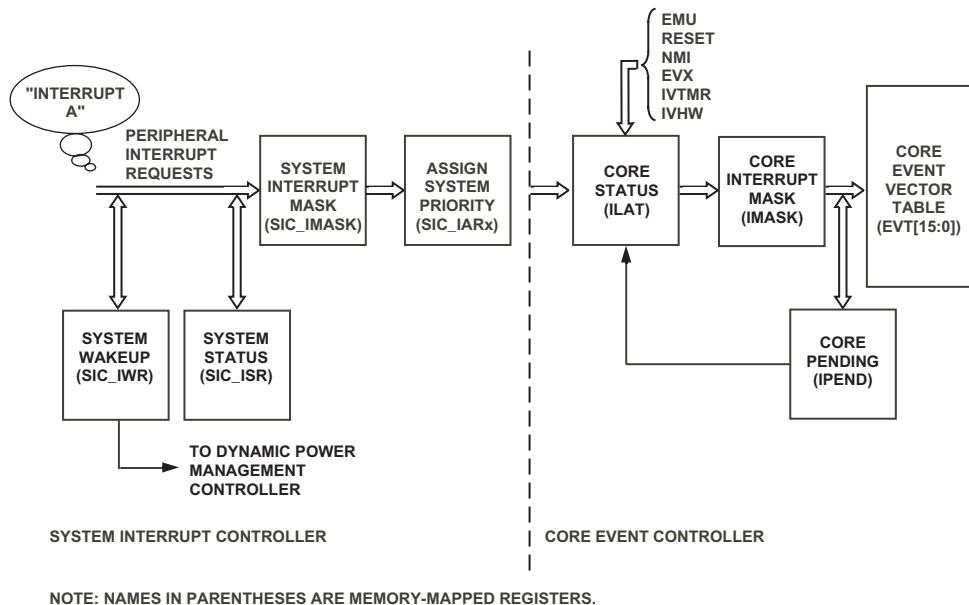 EMU
RESET
NMI
EVX
IVTMR
IVHW
"INTERRUPT
A"
PERIPHERAL
INTERRUPT
REQUESTS
SYSTEM
INTERRUPT
MASK
(SIC_IMASK)
ASSIGN
SYSTEM
PRIORITY
(SIC_IARx)
CORE
STATUS
(ILAT)
CORE
INTERRUPT
MASK
(IMASK)
CORE
EVENT
VECTOR
TABLE
(EVT[15:0])
SYSTEM
WAKEUP
(SIC_IWR)
SYSTEM
STATUS
(SIC_ISR)
CORE
PENDING
(IPEND)
TO DYNAMIC POWER
MANAGEMENT
CONTROLLER
SYSTEM INTERRUPT CONTROLLER
CORE EVENT CONTROLLER
NOTE: NAMES IN PARENTHESES ARE MEMORY-MAPPED REGISTERS.